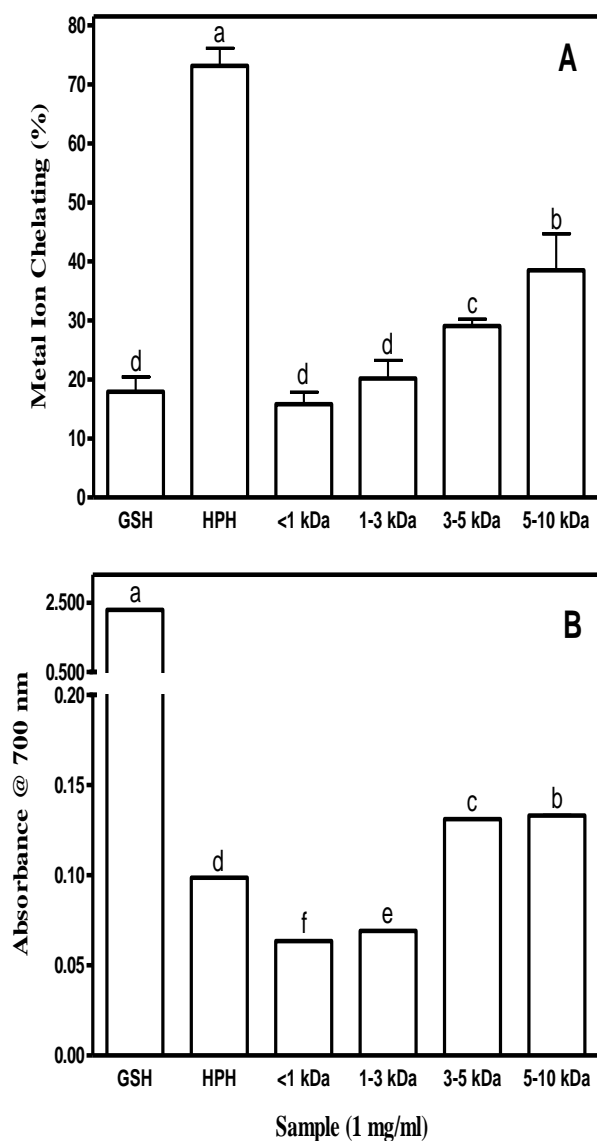 A
Metal Ion Chelating (%)
80
70
60
50
40
30
20
10
0
a
d
d
d
c
b
GSH HPH <1 kDa 1-3 kDa 3-5 kDa 5-10 kDa
B
Absorbance @ 700 nm
2.500
0.500
0.20
0.15
0.10
0.05
0.00
a
d
f
e
c
b
GSH HPH <1 kDa 1-3 kDa 3-5 kDa 5-10 kDa
Sample (1 mg/ml)